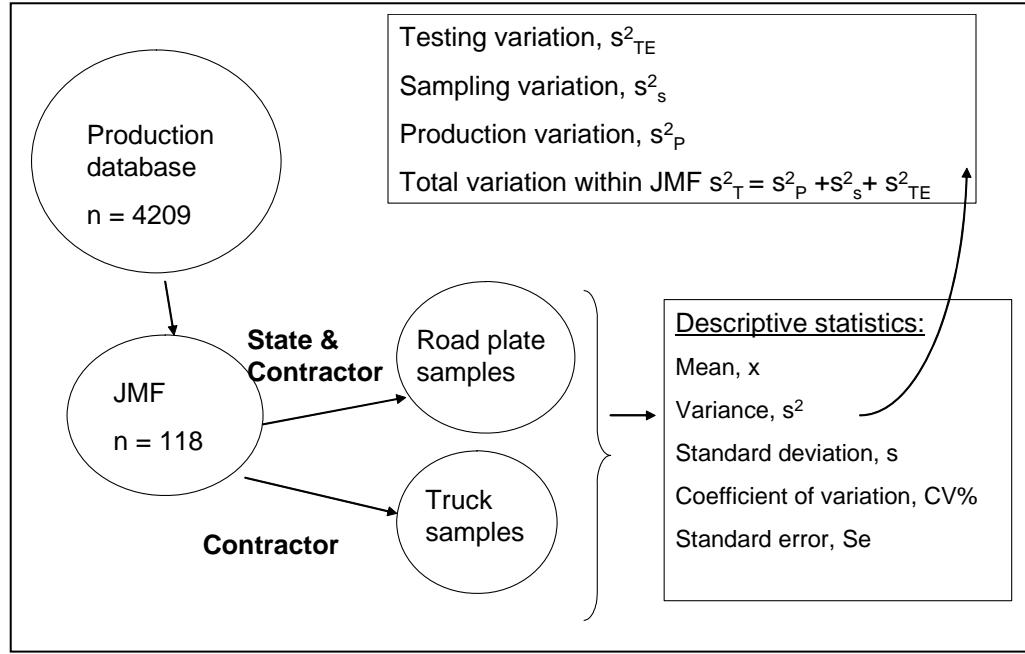 Testing variation, s²TE
Sampling variation, s²s
Production variation, s²P
Total variation within JMF s²T = s²P +s²s+ s²TE
Production
database
n = 4209
JMF
n = 118
State &
Contractor
Contractor
Road plate
samples
Truck
samples
Descriptive statistics:
Mean, x
Variance, s²
Standard deviation, s
Coefficient of variation, CV%
Standard error, Se